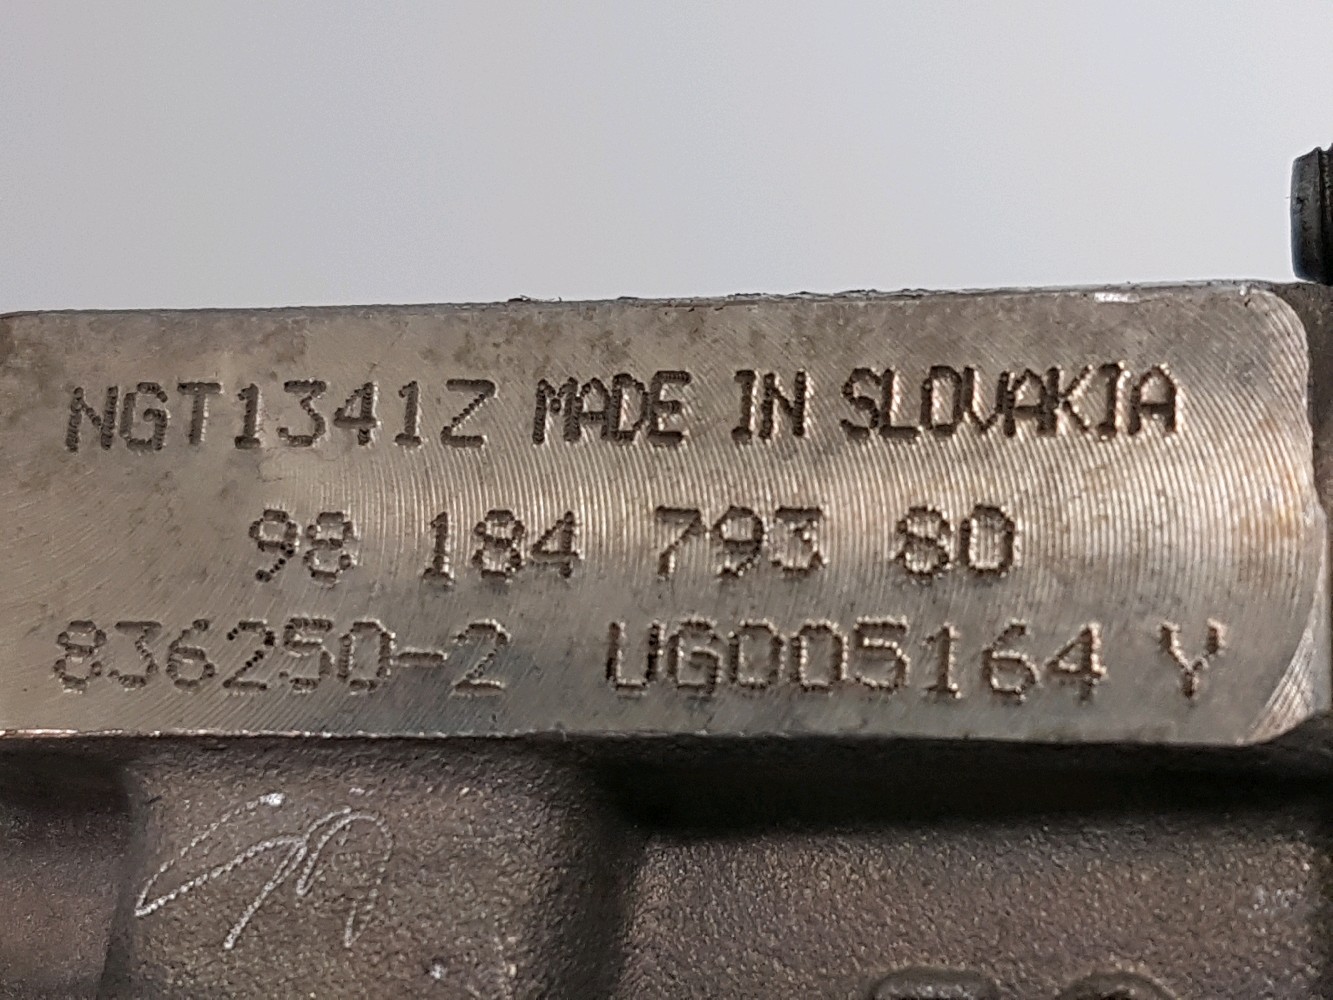 NGT1341Z MADE IN SLOVAKIA
98 184 793 80
836250-2 UG005164 Y